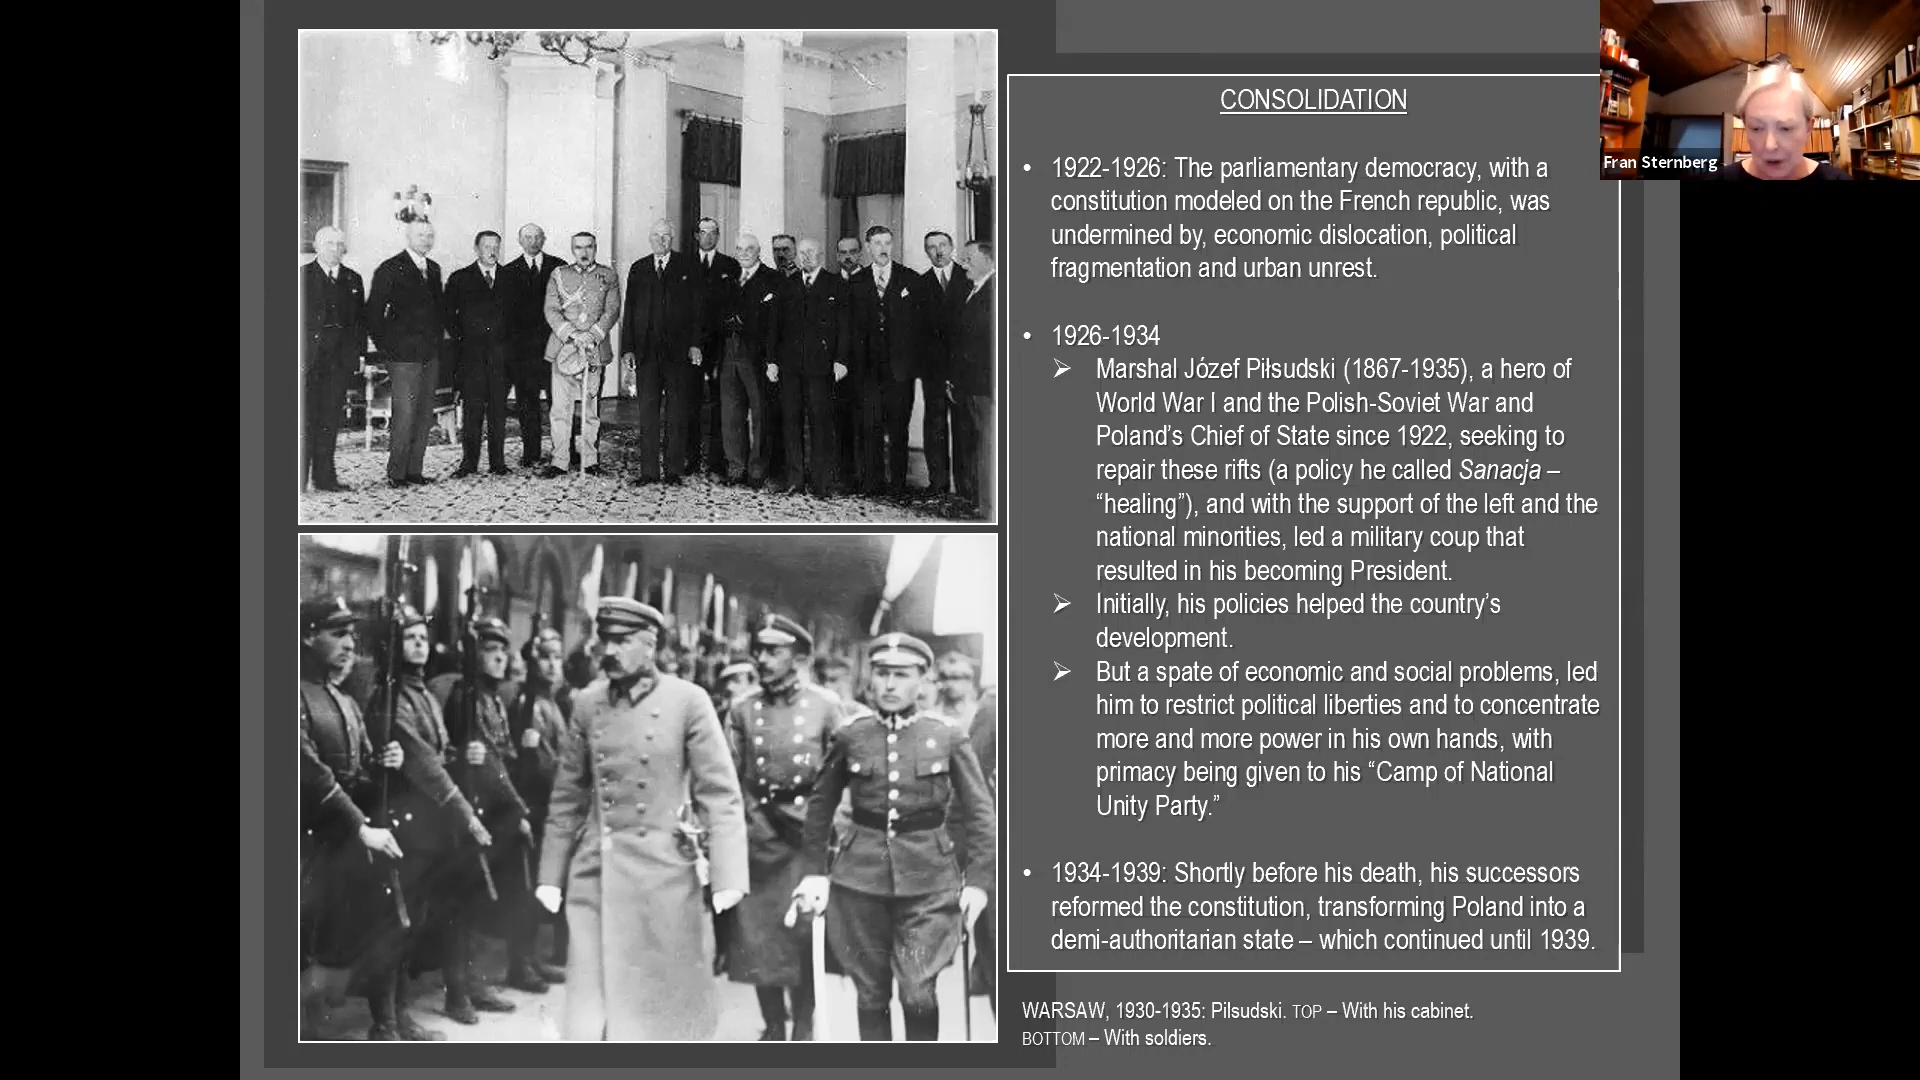 CONSOLIDATION
• 1922-1926: The parliamentary democracy, with a
constitution modeled on the French republic, was
undermined by, economic dislocation, political
fragmentation and urban unrest.
• 1926-1934
➢ Marshal Józef Piłsudski (1867-1935), a hero of
World War I and the Polish-Soviet War and
Poland’s Chief of State since 1922, seeking to
repair these rifts (a policy he called Sanacja –
“healing”), and with the support of the left and the
national minorities, led a military coup that
resulted in his becoming President.
➢ Initially, his policies helped the country’s
development.
➢ But a spate of economic and social problems, led
him to restrict political liberties and to concentrate
more and more power in his own hands, with
primacy being given to his “Camp of National
Unity Party.”
• 1934-1939: Shortly before his death, his successors
reformed the constitution, transforming Poland into a
demi-authoritarian state – which continued until 1939.
WARSAW, 1930-1935: Pilsudski. TOP – With his cabinet.
BOTTOM – With soldiers.
Fran Sternberg